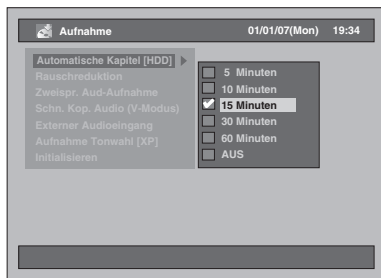 Aufnahme 01/01/07(Mon) 19:34
Automatische Kapitel [HDD]
Rauschreduktion
Zweispr. Aud-Aufnahme
Schn. Kop. Audio (V-Modus)
Externer Audioeingang
Aufnahme Tonwahl [XP]
Initialisieren
5 Minuten
10 Minuten
15 Minuten
30 Minuten
60 Minuten
AUS